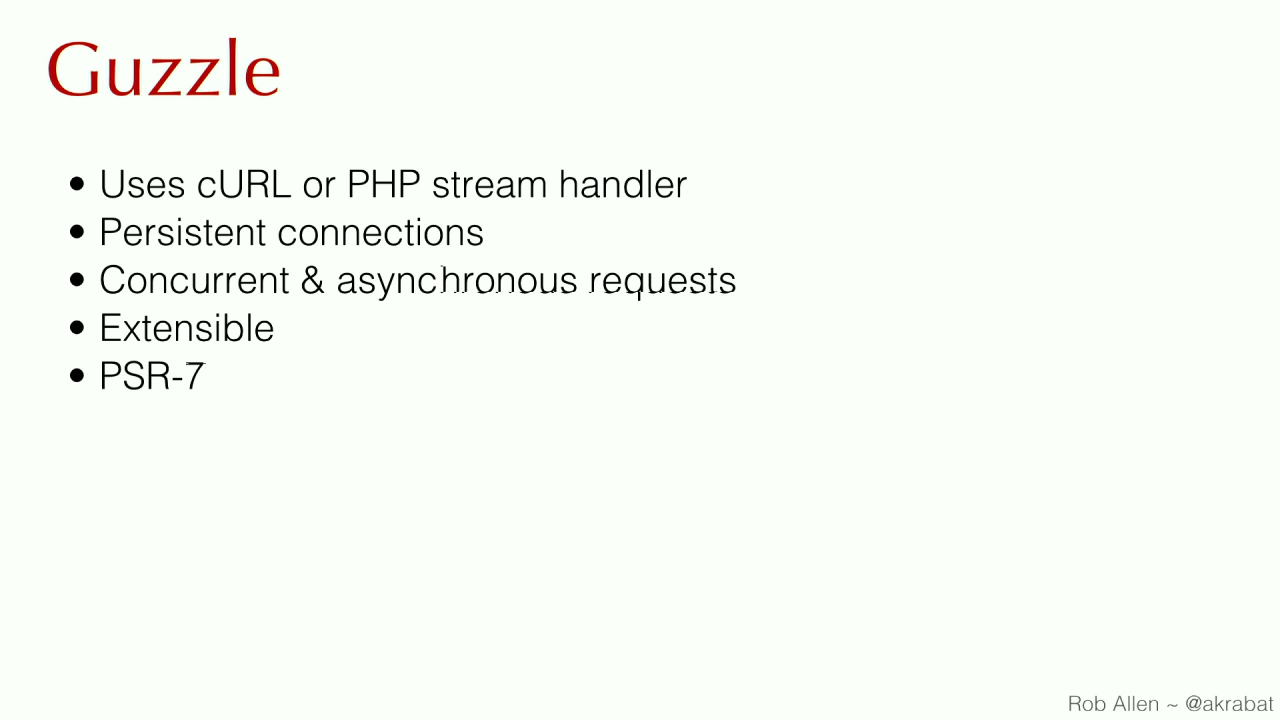 Guzzle
• Uses cURL or PHP stream handler
• Persistent connections
• Concurrent & asynchronous requests
• Extensible
• PSR-7
Rob Allen ~ @akrabat